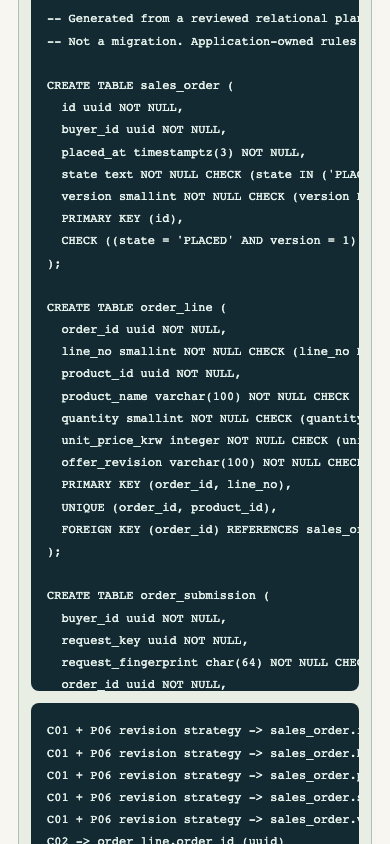 -- Generated from a reviewed relational pla
-- Not a migration. Application-owned rules
CREATE TABLE sales_order (
id uuid NOT NULL,
buyer_id uuid NOT NULL,
placed_at timestamptz(3) NOT NULL,
state text NOT NULL CHECK (state IN ('PLA
version smallint NOT NULL CHECK (version
PRIMARY KEY (id),
CHECK ((state = 'PLACED' AND version = 1)
);
CREATE TABLE order_line (
order_id uuid NOT NULL,
line_no smallint NOT NULL CHECK (line_no
product_id uuid NOT NULL,
product_name varchar(100) NOT NULL CHECK
quantity smallint NOT NULL CHECK (quantity
unit_price_krw integer NOT NULL CHECK (un
offer_revision varchar(100) NOT NULL CHEC
PRIMARY KEY (order_id, line_no),
UNIQUE (order_id, product_id),
FOREIGN KEY (order_id) REFERENCES sales_o
);
CREATE TABLE order_submission (
buyer_id uuid NOT NULL,
request_key uuid NOT NULL,
request_fingerprint char(64) NOT NULL CHE
order_id uuid NOT NULL,
C01 + P06 revision strategy -> sales_order.
C01 + P06 revision strategy -> sales_order.
C01 + P06 revision strategy -> sales_order.
C01 + P06 revision strategy -> sales_order.
C01 + P06 revision strategy -> sales_order.
C02 -> order_line.order_id (uuid)